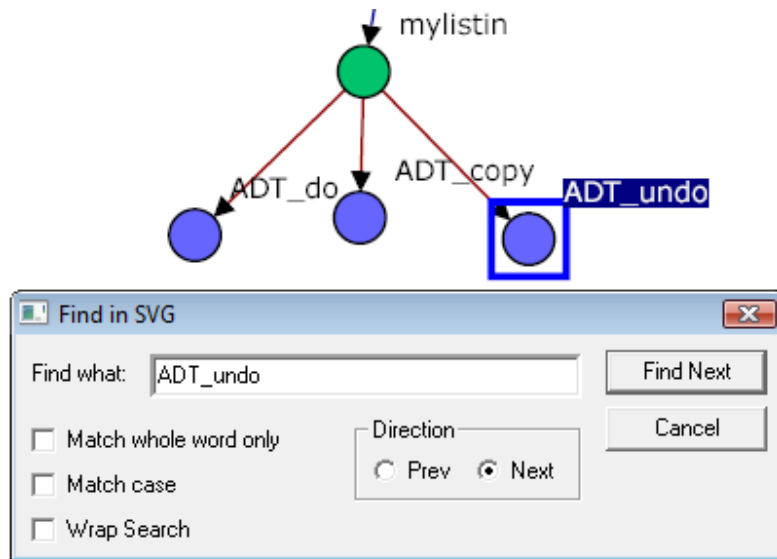 mylistin
ADT_do
ADT_copy
ADT_undo
Find in SVG
Find what:
ADT_undo
Find Next
Cancel
Match whole word only
Match case
Wrap Search
Direction
Prev
Next